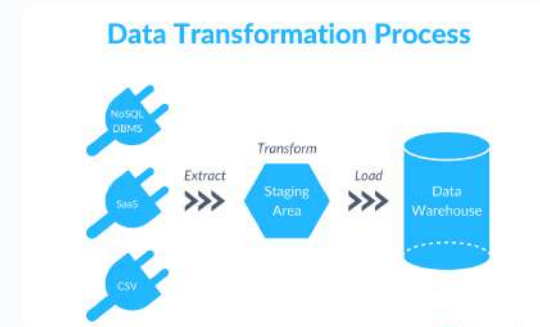 Data Transformation Process
NoSQL
DBMS
SaaS
CSV
Extract
Transform
Staging
Area
Load
Data
Warehouse